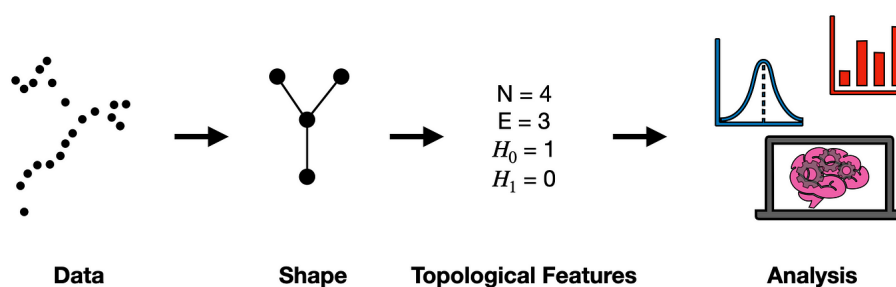 N = 4
E = 3
H₀ = 1
H₁ = 0
Data
Shape
Topological Features
Analysis